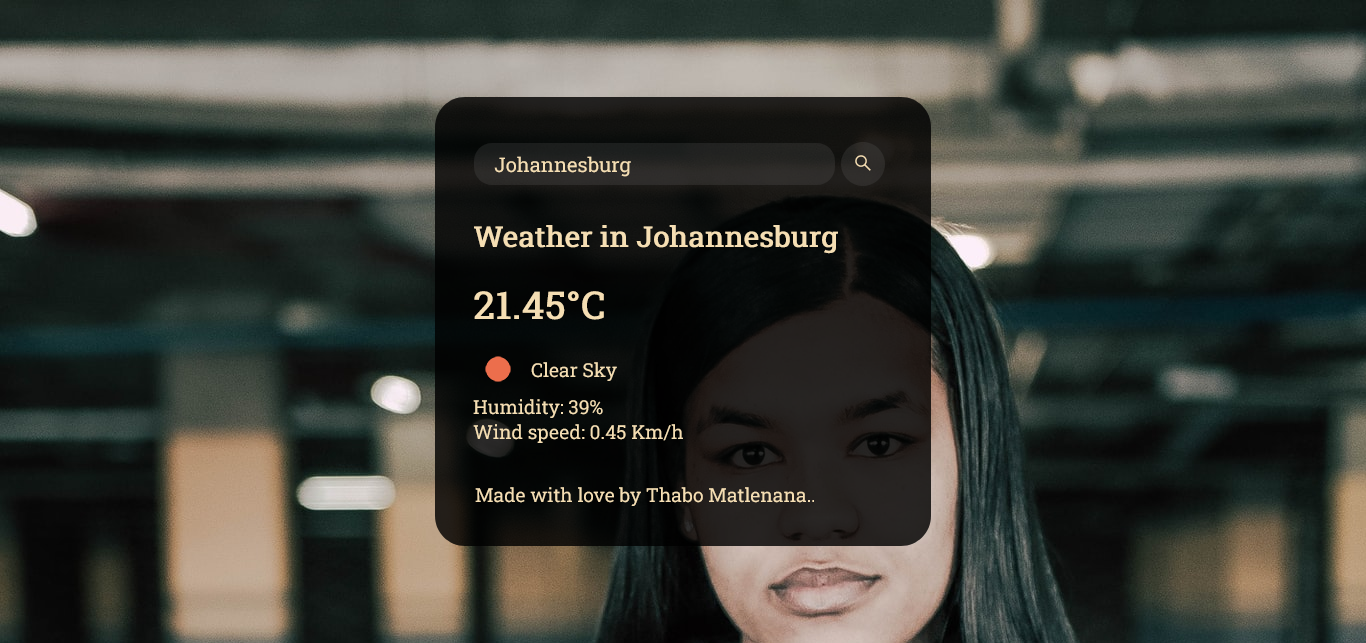 Johannesburg
Weather in Johannesburg
21.45°C
Clear Sky
Humidity: 39%
Wind speed: 0.45 Km/h
Made with love by Thabo Matlenana..